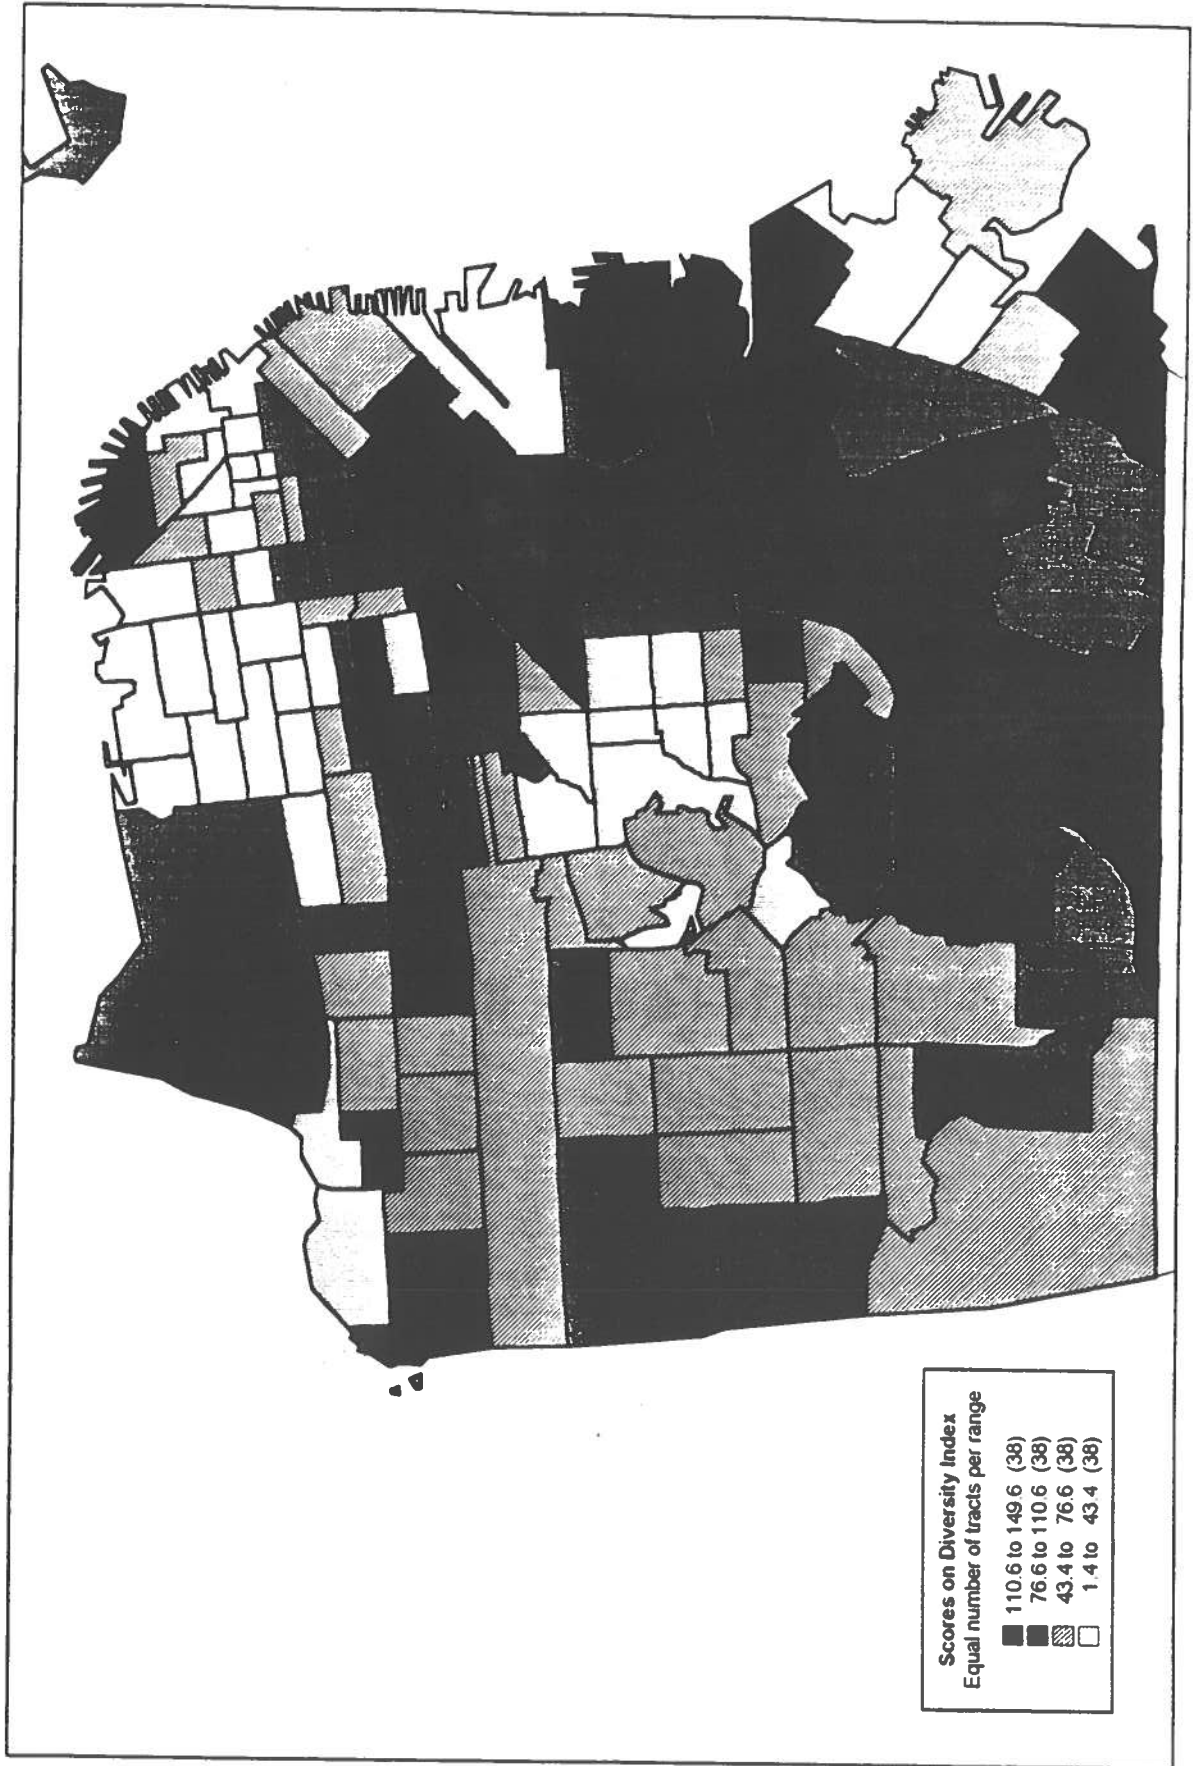 Scores on Diversity Index
Equal number of tracts per range
110.6 to 149.6 (38)
76.6 to 110.6 (38)
43.4 to 76.6 (38)
1.4 to 43.4 (38)